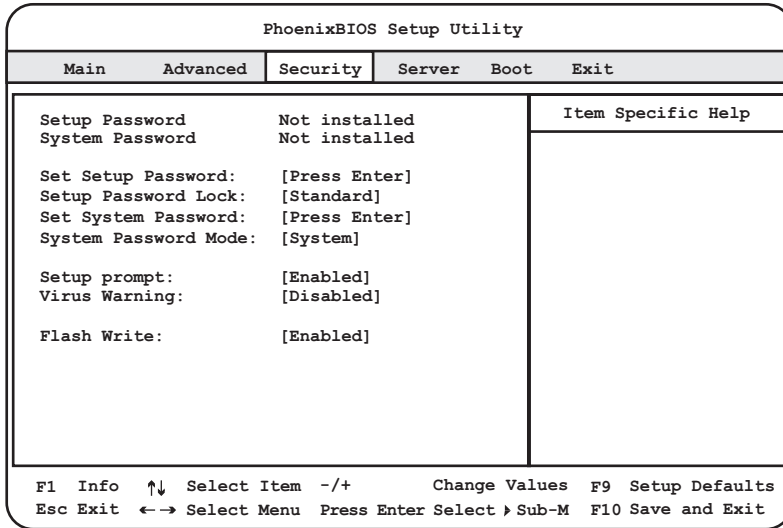 PhoenixBIOS Setup Utility
Main Advanced Security Server Boot Exit
Setup Password Not installed
System Password Not installed
Set Setup Password: [Press Enter]
Setup Password Lock: [Standard]
Set System Password: [Press Enter]
System Password Mode: [System]
Setup prompt: [Enabled]
Virus Warning: [Disabled]
Flash Write: [Enabled]
Item Specific Help
F1 Info ↑↓ Select Item -/+ Change Values F9 Setup Defaults
Esc Exit ←→ Select Menu Press Enter Select ▸ Sub-M F10 Save and Exit